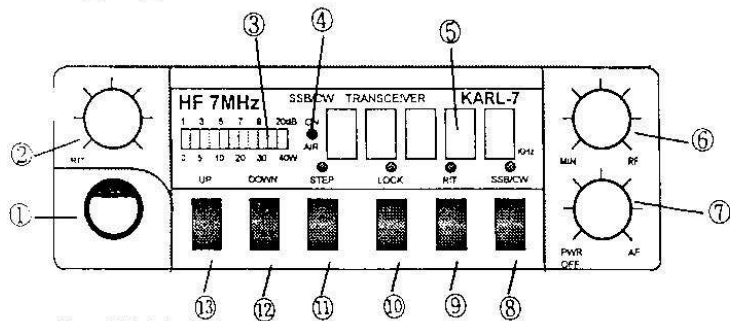 ③ ④ ⑤
HF 7MHz SSB/CW TRANSCEIVER KARL-7
1 3 5 7 9 20dB ON
AIR
0 5 10 20 30 40W
KHz
② RIT
MIN RF ⑥
UP DOWN STEP LOCK RIT SSB/CW
①
⑦
PWR OFF AF
⑬ ⑫ ⑪ ⑩ ⑨ ⑧